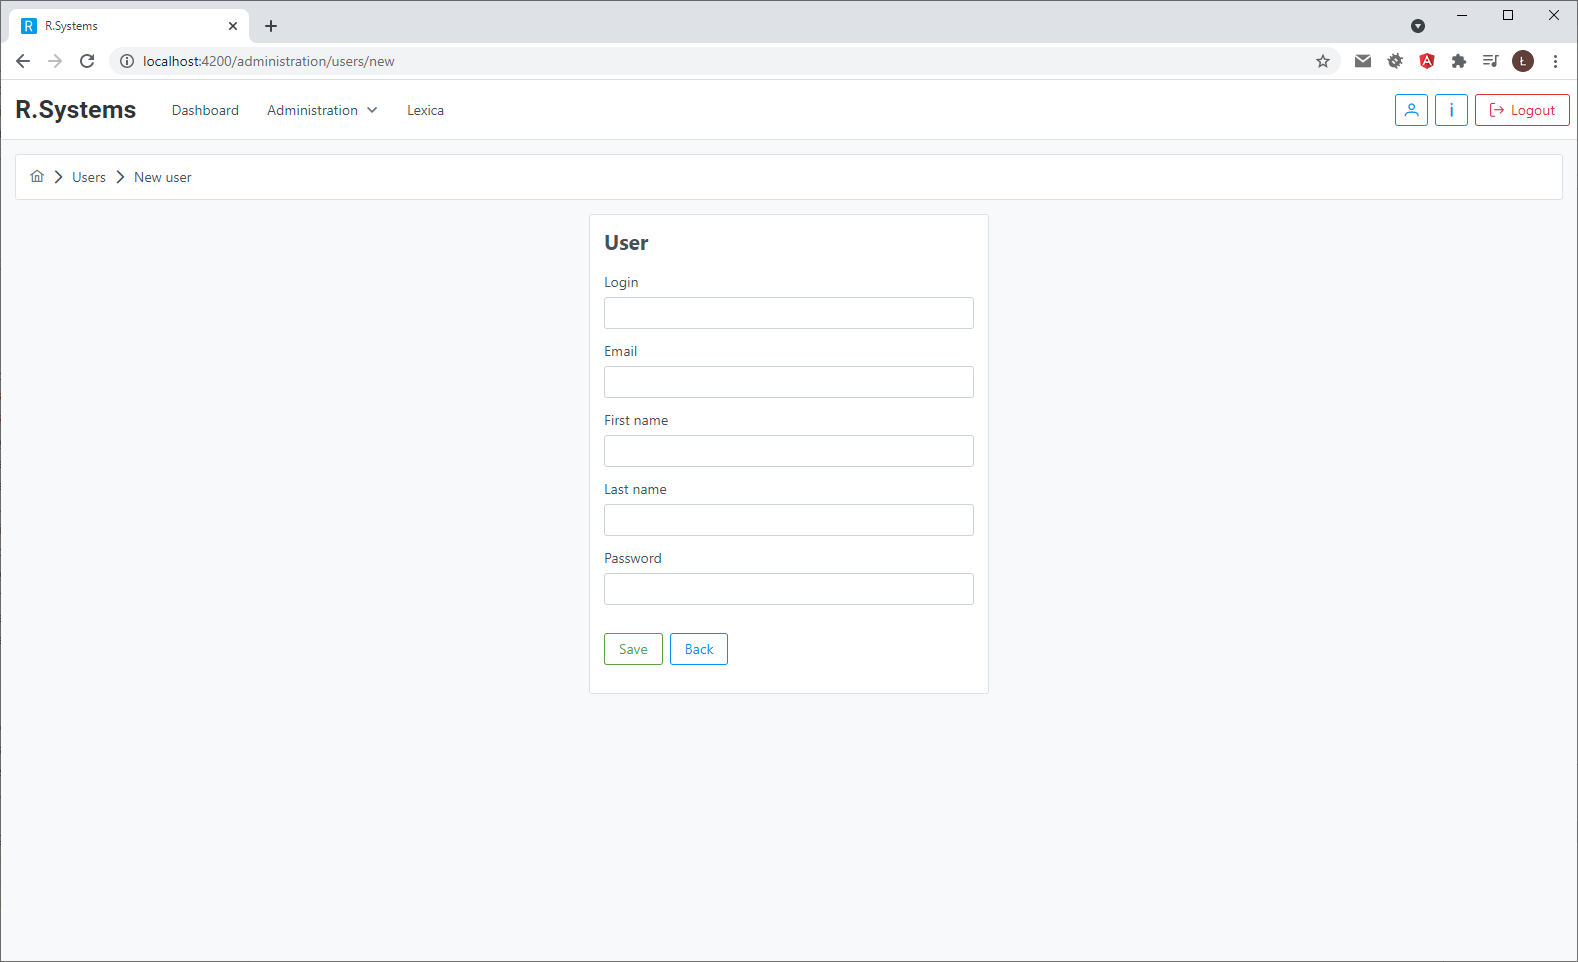 R R.Systems
localhost:4200/administration/users/new
Ł
R.Systems Dashboard Administration Lexica i Logout
Users New user
User
Login
Email
First name
Last name
Password
Save Back